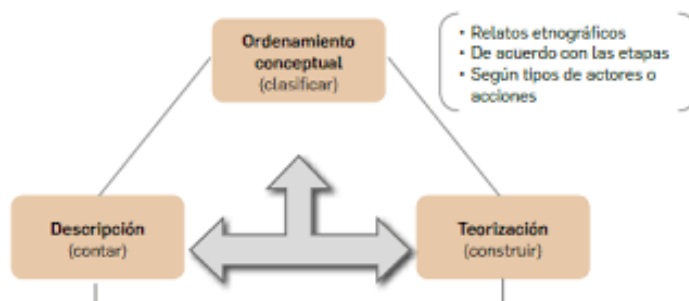 Ordenamiento
conceptual
(clasificar)
• Relatos etnográficos
• De acuerdo con las etapas
• Según tipos de actores o
acciones
Descripción
(contar)
Teorización
(construir)